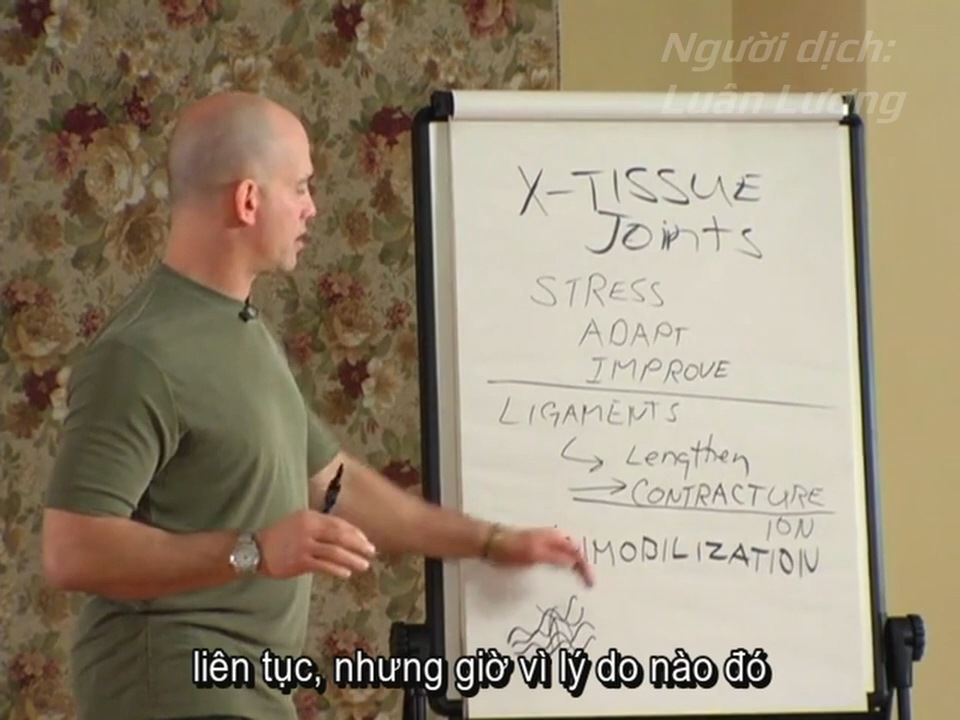 Người dịch:
Luân Lương
X-TISSUE
Joints
STRESS
ADAPT
IMPROVE
LIGAMENTS
Lengthen
CONTRACTURE
ION
IMMOBILIZATION
liên tục, nhưng giờ vì lý do nào đó